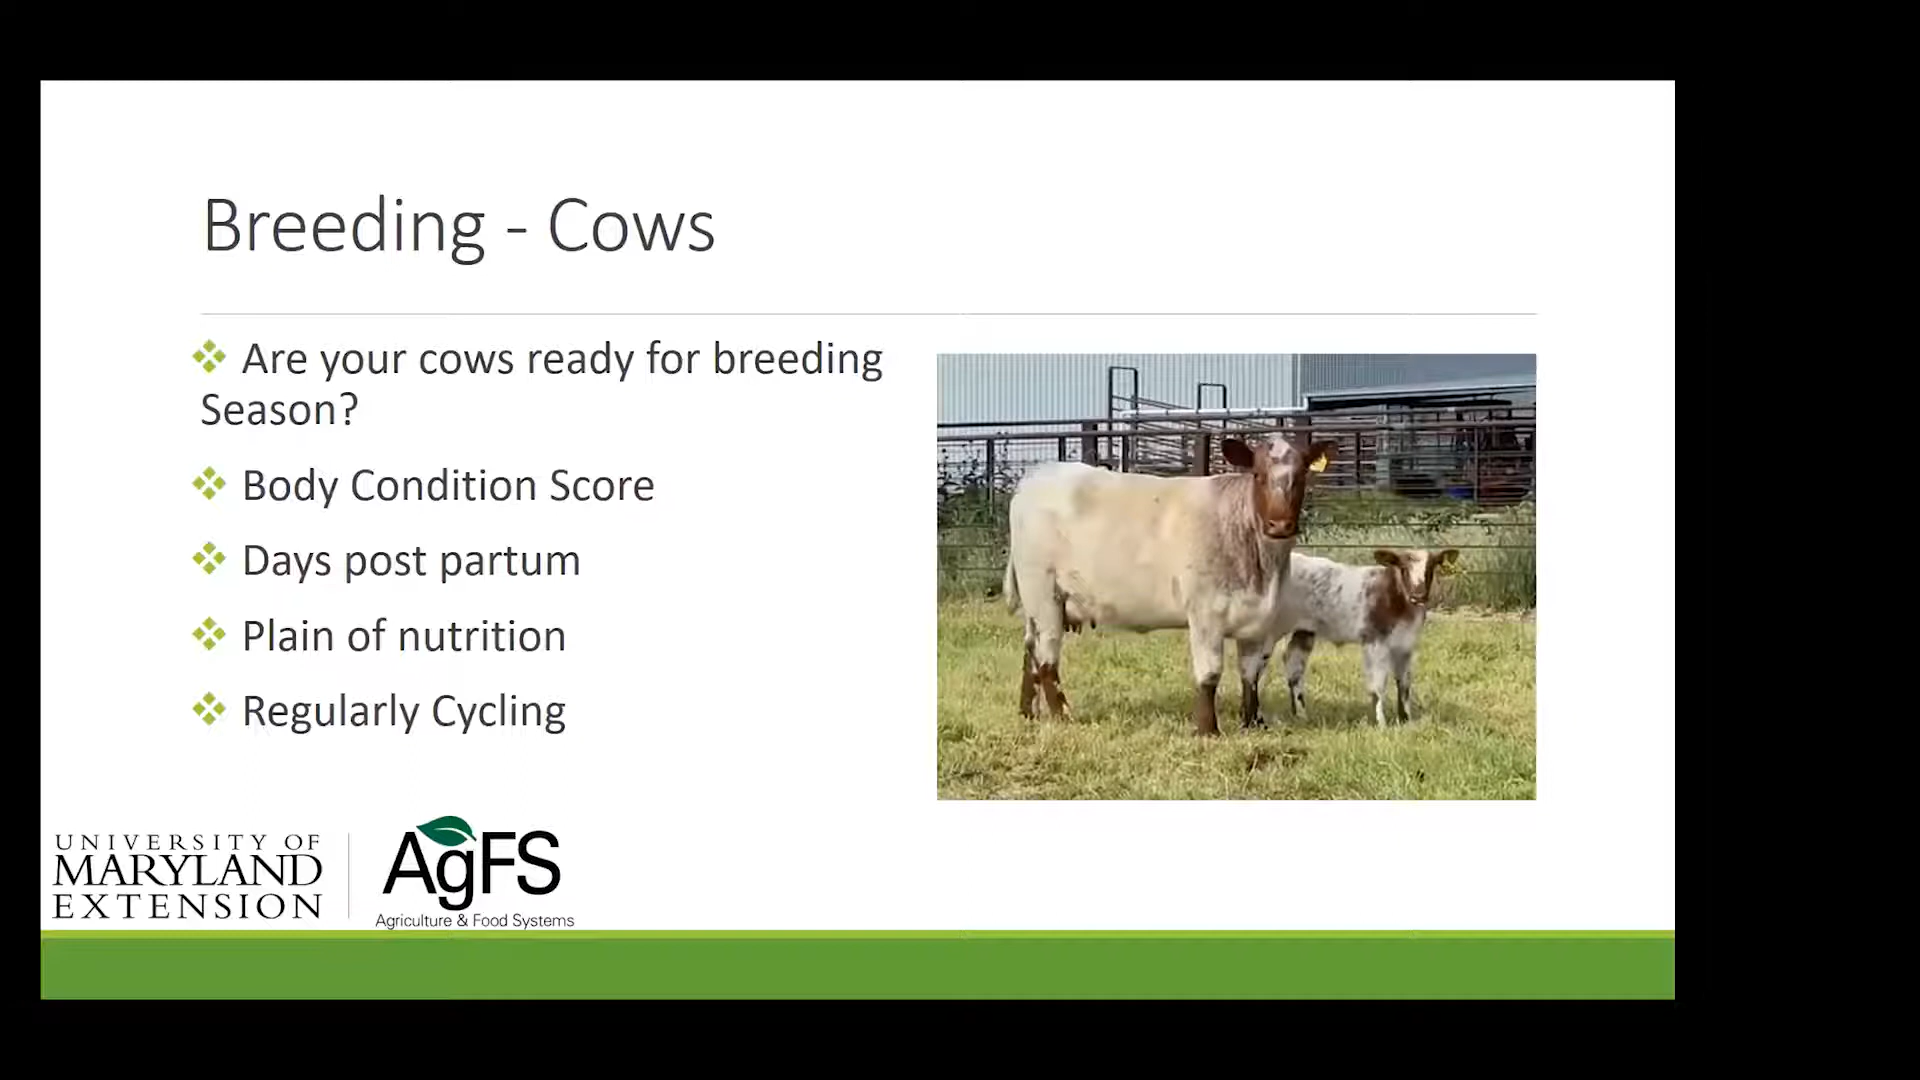 Breeding - Cows
Are your cows ready for breeding
Season?
Body Condition Score
Days post partum
Plain of nutrition
Regularly Cycling
UNIVERSITY OF
MARYLAND
EXTENSION
AgFS
Agriculture & Food Systems